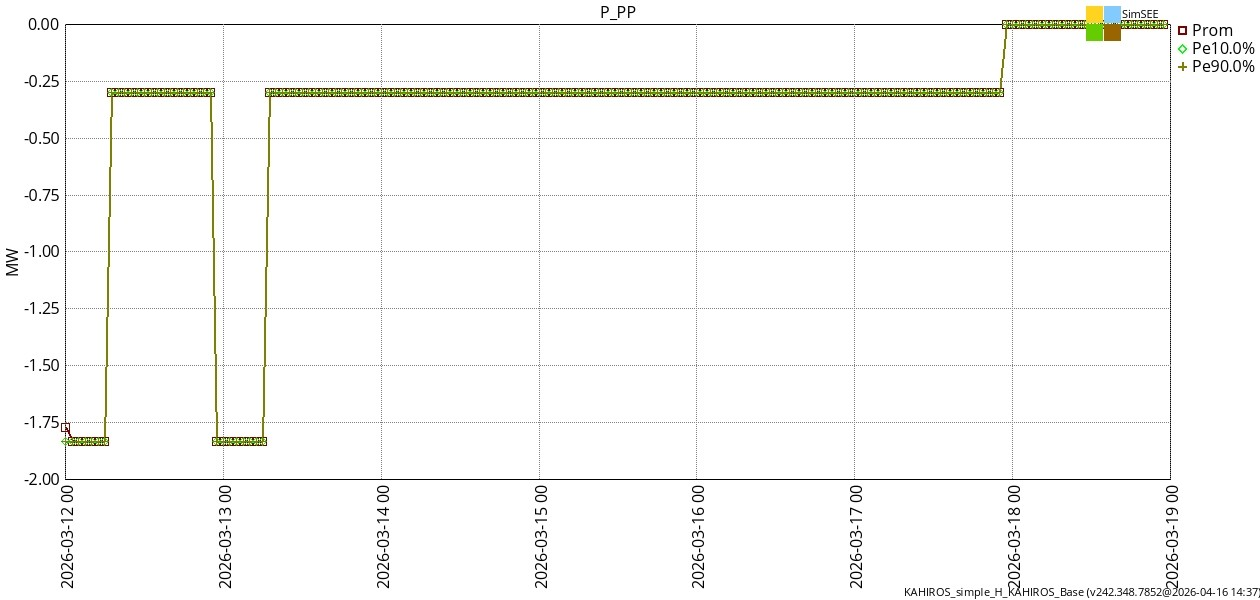 P_PP
SimSEE
Prom
Pe10.0%
Pe90.0%
0.00
-0.25
-0.50
-0.75
-1.00
-1.25
-1.50
-1.75
-2.00
MW
2026-03-12 00
2026-03-13 00
2026-03-14 00
2026-03-15 00
2026-03-16 00
2026-03-17 00
2026-03-18 00
2026-03-19 00
KAHIROS_simple_H_KAHIROS_Base (v242.348.7852@2026-04-16 14:37